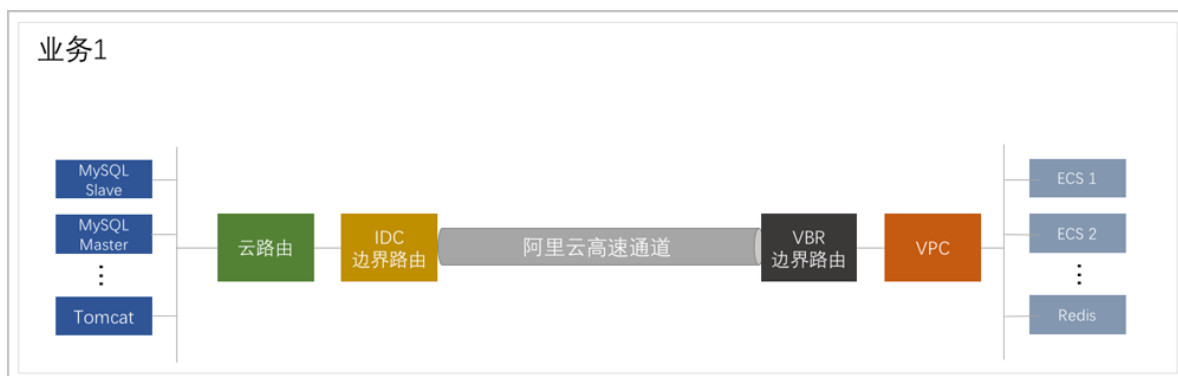 业务1
MySQL
Slave
MySQL
Master
⋮
Tomcat
云路由
IDC
边界路由
阿里云高速通道
VBR
边界路由
VPC
ECS 1
ECS 2
⋮
Redis